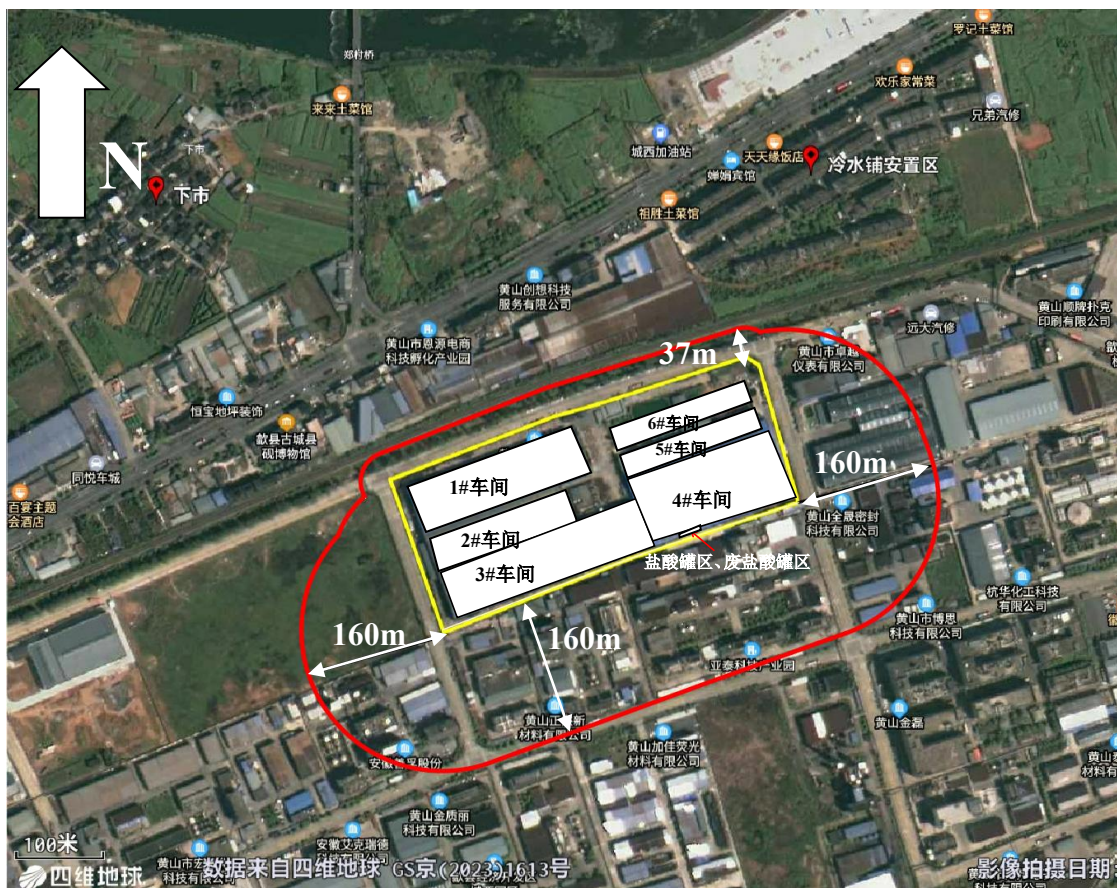 罗记土菜馆
郑村桥
欢乐家常菜
来来土菜馆
兄弟汽修
城西加油站
天天缘饭店
N
下市
下市
蝉娟宾馆
冷水铺安置区
祖胜土菜馆
黄山创想科技
服务有限公司
黄山顺牌扑克
印刷有限公司
远大汽修
黄山市恩源电商
科技孵化产业园
37m
黄山市卓越
仪表有限公司
恒宝地坪装饰
歙县古城县
砚博物馆
6#车间
5#车间
同悦车城
160m
1#车间
4#车间
百宴主题
会酒店
黄山全晟密封
科技有限公司
2#车间
盐酸罐区、废盐酸罐区
3#车间
杭华化工科技
有限公司
黄山市博思
科技有限公司
160m
160m
亚泰科技产业园
黄山金磊
材料有限公司
黄山加佳荧光
材料有限公司
黄山金质丽
科技有限公司
安徽艾克瑞德
100米
科技有限公司
四维地球
数据来自四维地球 GS京(2023)1613号
影像拍摄日期